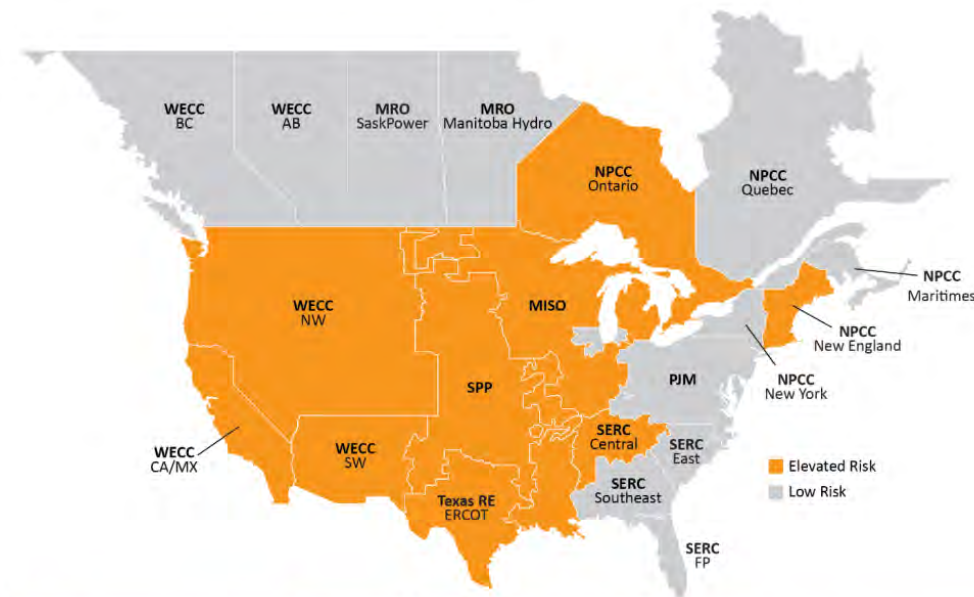 WECC
BC
WECC
AB
MRO
SaskPower
MRO
Manitoba Hydro
NPCC
Ontario
NPCC
Quebec
NPCC
Maritimes
WECC
NW
MISO
NPCC
New England
SPP
PJM
NPCC
New York
WECC
CA/MX
WECC
SW
SERC
Central
SERC
East
SERC
Southeast
Texas RE
ERCOT
SERC
FP
Elevated Risk
Low Risk